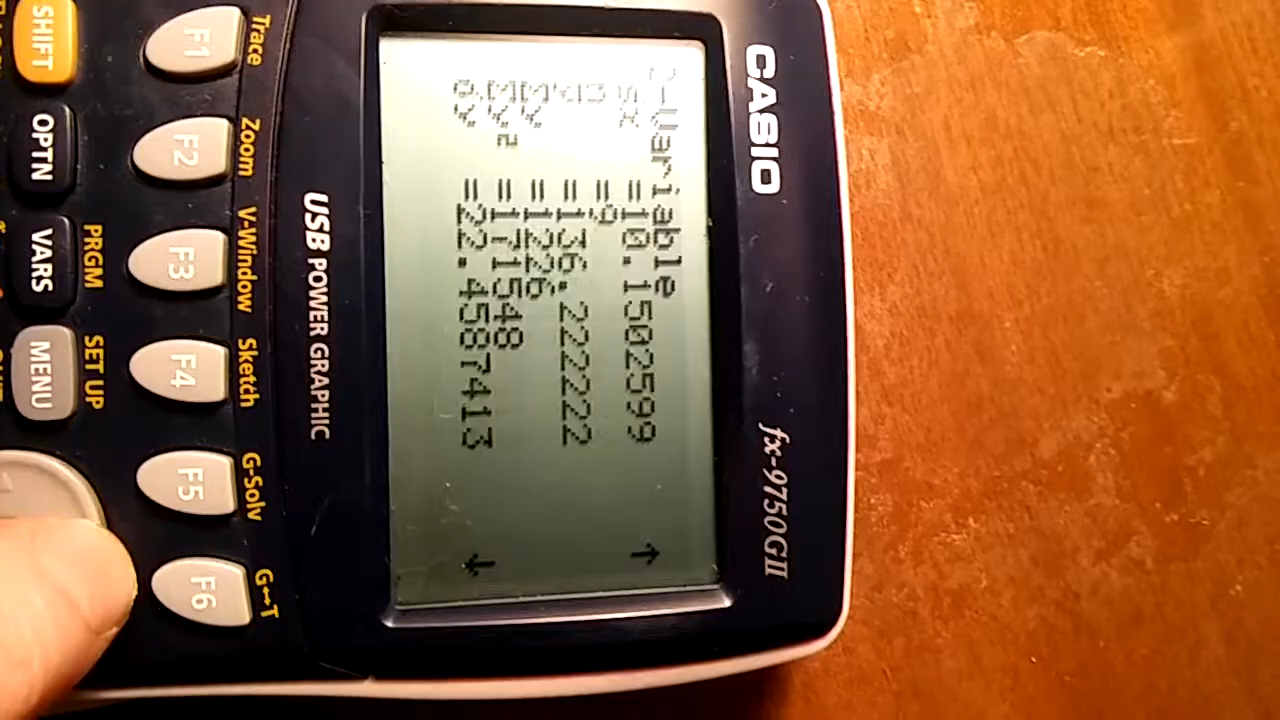 CASIO
fx-9750GII
2-Variable
sx =10.1502599 ↑
n =9
ȳ =136.222222
Σy =1226
Σy² =171548
σy =22.4587413 ↓
USB POWER GRAPHIC
Trace Zoom V-Window Sketch G-Solv G↔T
F1 F2 F3 F4 F5 F6
PRGM SET UP
SHIFT OPTN VARS MENU